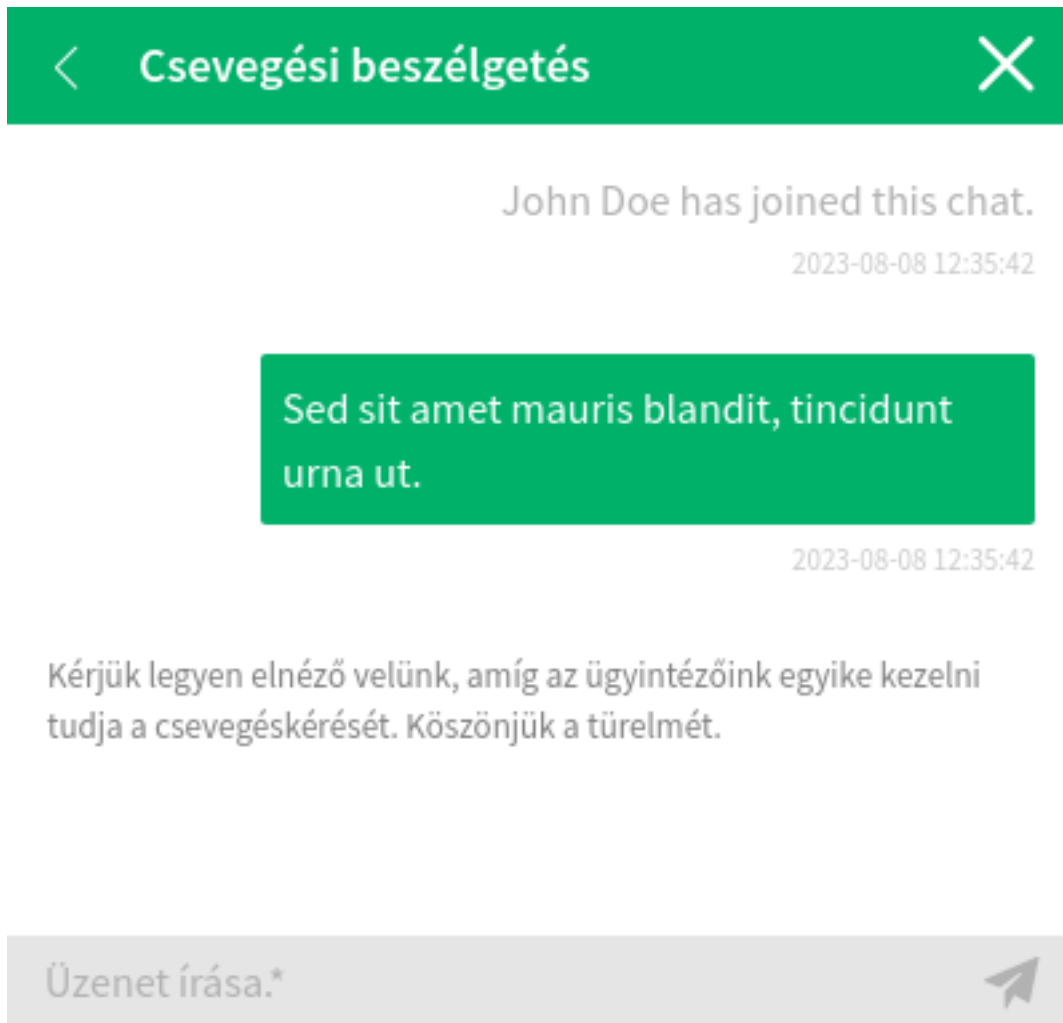 Csevegési beszélgetés
John Doe has joined this chat.
2023-08-08 12:35:42
Sed sit amet mauris blandit, tincidunt
urna ut.
2023-08-08 12:35:42
Kérjük legyen elnéző velünk, amíg az ügyintézőink egyike kezelni
tudja a csevegéskérését. Köszönjük a türelmét.
Üzenet írása.*